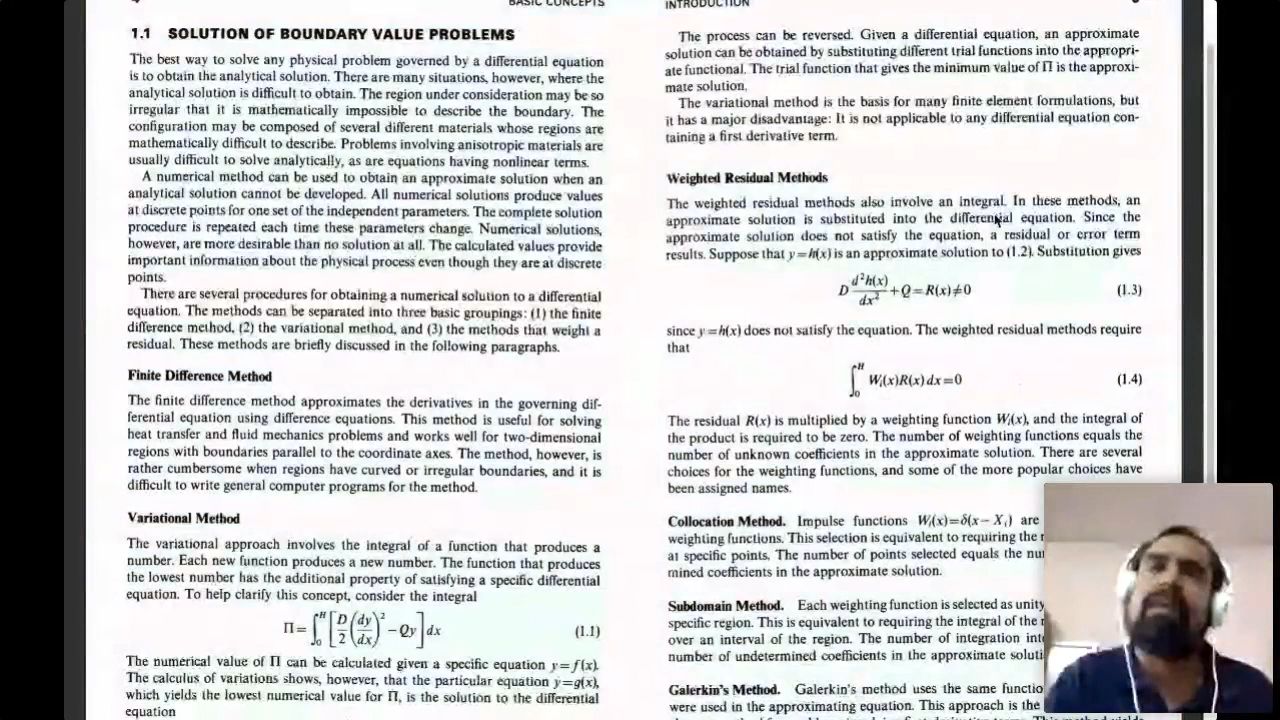 BASIC CONCEPTS
1.1 SOLUTION OF BOUNDARY VALUE PROBLEMS
The best way to solve any physical problem governed by a differential equation
is to obtain the analytical solution. There are many situations, however, where the
analytical solution is difficult to obtain. The region under consideration may be so
irregular that it is mathematically impossible to describe the boundary. The
configuration may be composed of several different materials whose regions are
mathematically difficult to describe. Problems involving anisotropic materials are
usually difficult to solve analytically, as are equations having nonlinear terms.
A numerical method can be used to obtain an approximate solution when an
analytical solution cannot be developed. All numerical solutions produce values
at discrete points for one set of the independent parameters. The complete solution
procedure is repeated each time these parameters change. Numerical solutions,
however, are more desirable than no solution at all. The calculated values provide
important information about the physical process even though they are at discrete
points.
There are several procedures for obtaining a numerical solution to a differential
equation. The methods can be separated into three basic groupings: (1) the finite
difference method, (2) the variational method, and (3) the methods that weight a
residual. These methods are briefly discussed in the following paragraphs.
Finite Difference Method
The finite difference method approximates the derivatives in the governing dif-
ferential equation using difference equations. This method is useful for solving
heat transfer and fluid mechanics problems and works well for two-dimensional
regions with boundaries parallel to the coordinate axes. The method, however, is
rather cumbersome when regions have curved or irregular boundaries, and it is
difficult to write general computer programs for the method.
Variational Method
The variational approach involves the integral of a function that produces a
number. Each new function produces a new number. The function that produces
the lowest number has the additional property of satisfying a specific differential
equation. To help clarify this concept, consider the integral
Π=∫₀ᴴ [D/2 (dy/dx)² − Qy] dx (1.1)
The numerical value of Π can be calculated given a specific equation y=f(x).
The calculus of variations shows, however, that the particular equation y=g(x),
which yields the lowest numerical value for Π, is the solution to the differential
equation
INTRODUCTION
The process can be reversed. Given a differential equation, an approximate
solution can be obtained by substituting different trial functions into the appropri-
ate functional. The trial function that gives the minimum value of Π is the approxi-
mate solution.
The variational method is the basis for many finite element formulations, but
it has a major disadvantage: It is not applicable to any differential equation con-
taining a first derivative term.
Weighted Residual Methods
The weighted residual methods also involve an integral. In these methods, an
approximate solution is substituted into the differential equation. Since the
approximate solution does not satisfy the equation, a residual or error term
results. Suppose that y=h(x) is an approximate solution to (1.2). Substitution gives
D d²h(x)/dx² + Q=R(x)≠0 (1.3)
since y=h(x) does not satisfy the equation. The weighted residual methods require
that
∫₀ᴴ Wᵢ(x)R(x) dx=0 (1.4)
The residual R(x) is multiplied by a weighting function Wᵢ(x), and the integral of
the product is required to be zero. The number of weighting functions equals the
number of unknown coefficients in the approximate solution. There are several
choices for the weighting functions, and some of the more popular choices have
been assigned names.
Collocation Method. Impulse functions Wᵢ(x)=δ(x−Xᵢ) are
weighting functions. This selection is equivalent to requiring the
at specific points. The number of points selected equals the
mined coefficients in the approximate solution.
Subdomain Method. Each weighting function is selected as unity
specific region. This is equivalent to requiring the integral of the
over an interval of the region. The number of integration
number of undetermined coefficients in the approximate
Galerkin's Method. Galerkin's method uses the same
were used in the approximating equation. This approach is the